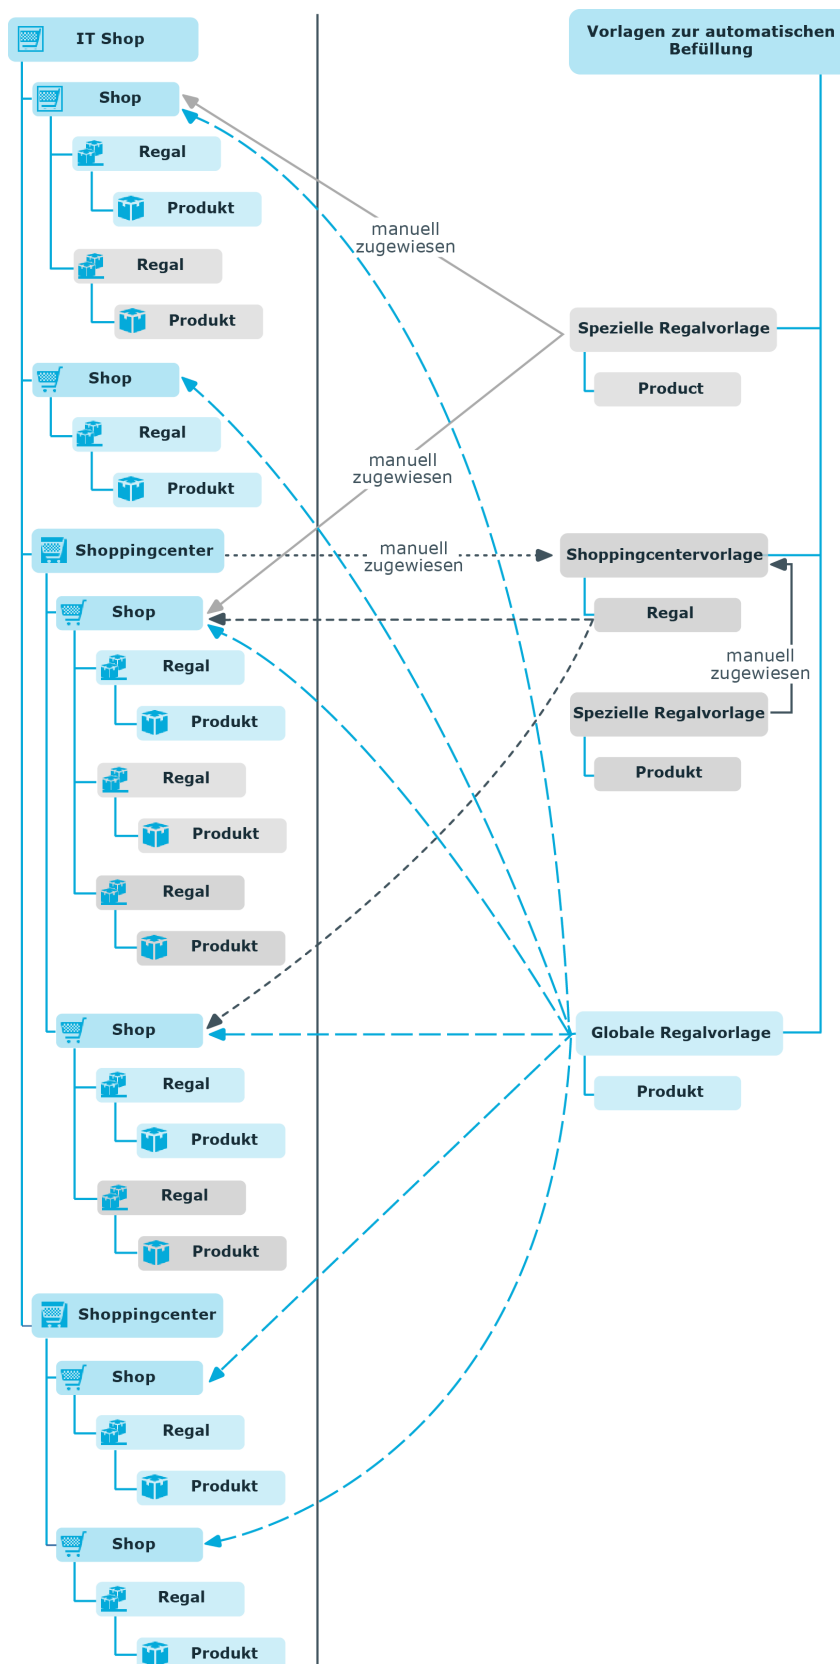 IT Shop
Shop
Regal
Produkt
Regal
Produkt
Shop
Regal
Produkt
Shoppingcenter
Shop
Regal
Produkt
Regal
Produkt
Regal
Produkt
Shop
Regal
Produkt
Regal
Produkt
Shoppingcenter
Shop
Regal
Produkt
Shop
Regal
Produkt
manuell
zugewiesen
manuell
zugewiesen
manuell
zugewiesen
Vorlagen zur automatischen
Befüllung
Spezielle Regalvorlage
Product
Shoppingcentervorlage
Regal
manuell
zugewiesen
Spezielle Regalvorlage
Produkt
Globale Regalvorlage
Produkt